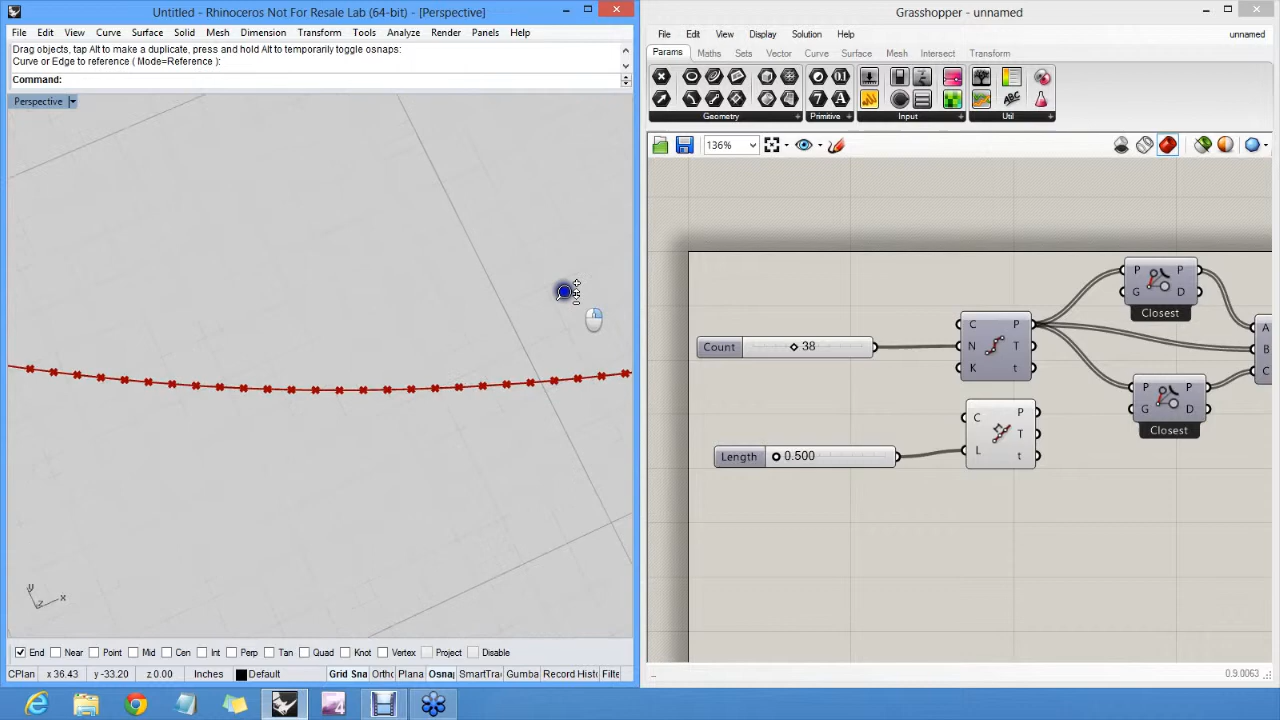 Untitled - Rhinoceros Not For Resale Lab (64-bit) - [Perspective]
File Edit View Curve Surface Solid Mesh Dimension Transform Tools Analyze Render Panels Help
Drag objects, tap Alt to make a duplicate, press and hold Alt to temporarily toggle osnaps:
Curve or Edge to reference ( Mode=Reference ):
Command:
Perspective
y
z x
End Near Point Mid Cen Int Perp Tan Quad Knot Vertex Project Disable
CPlan x 36.43 y -33.20 z 0.00 Inches Default Grid Sna Ortho Plana Osna SmartTra Gumba Record Histo Filte
Grasshopper - unnamed
File Edit View Display Solution Help unnamed
Params Maths Sets Vector Curve Surface Mesh Intersect Transform
Geometry Primitive Input Util
136%
Count 38
C P
N T
K t
P P
G D
Closest
A
B
C
P P
G D
Closest
Length 0.500
C P
T
L t
0.9.0063